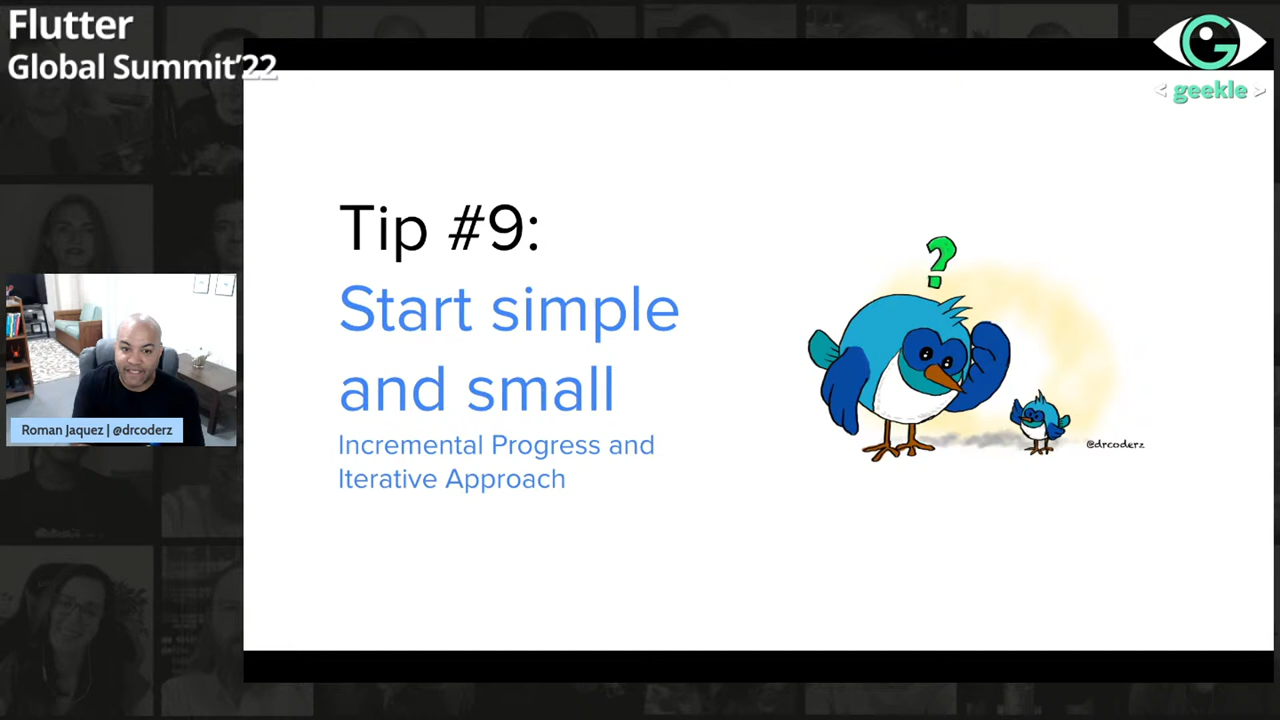 Flutter
Global Summit'22
G
< geekle >
Tip #9:
Start simple
and small
Incremental Progress and
Iterative Approach
?
@drcoderz
Roman Jaquez | @drcoderz